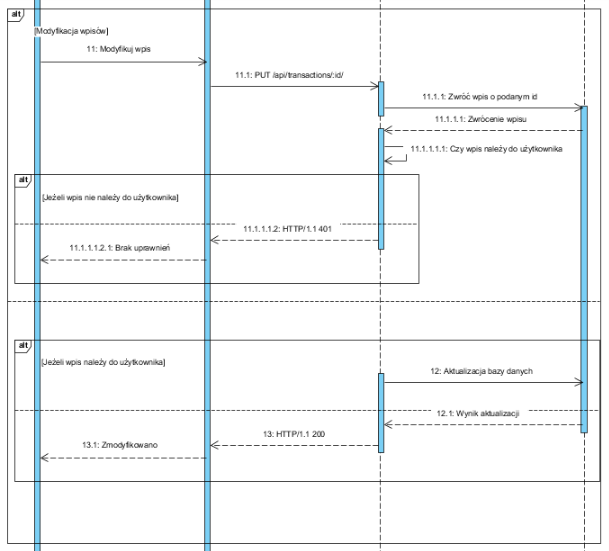 alt
[Modyfikacja wpisów]
11: Modyfikuj wpis
11.1: PUT /api/transactions/:id/
11.1.1: Zwróć wpis o podanym id
11.1.1.1: Zwrócenie wpisu
11.1.1.1.1: Czy wpis należy do użytkownika
alt
[Jeżeli wpis nie należy do użytkownika]
11.1.1.1.2: HTTP/1.1 401
11.1.1.1.2.1: Brak uprawnień
alt
[Jeżeli wpis należy do użytkownika]
12: Aktualizacja bazy danych
12.1: Wynik aktualizacji
13: HTTP/1.1 200
13.1: Zmodyfikowano